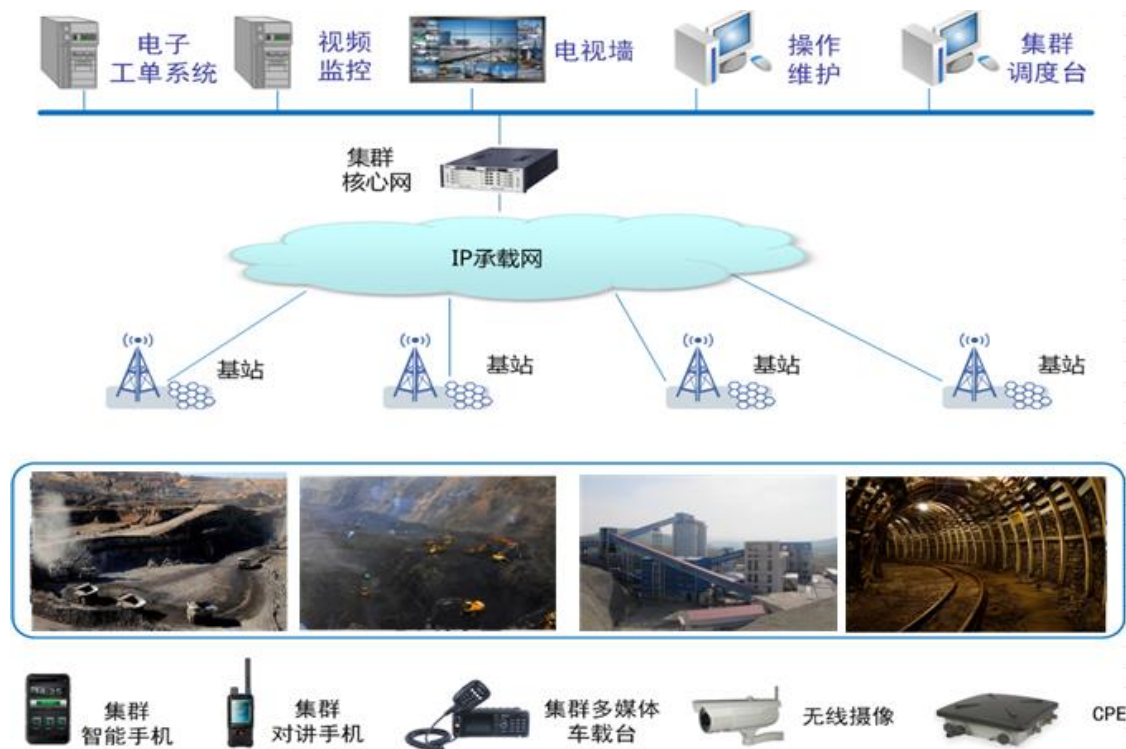 电子
工单系统
视频
监控
电视墙
操作
维护
集群
调度台
集群
核心网
IP承载网
基站
基站
基站
基站
集群
智能手机
集群
对讲手机
集群多媒体
车载台
无线摄像
CPE